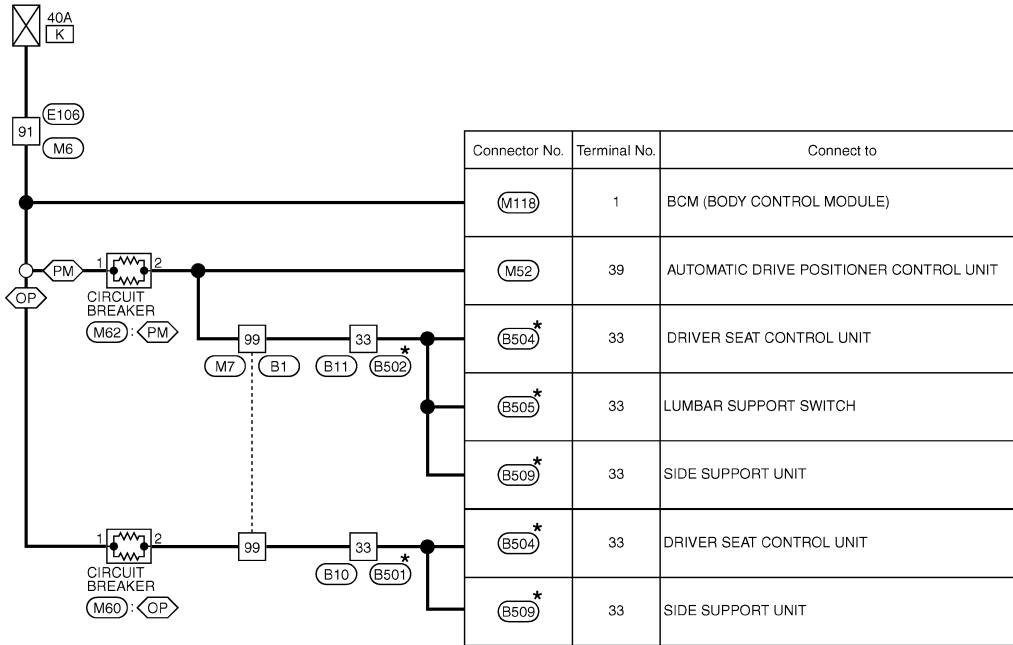 40A
K
E106
91
M6
Connector No. Terminal No. Connect to
M118 1 BCM (BODY CONTROL MODULE)
1 2
PM
M52 39 AUTOMATIC DRIVE POSITIONER CONTROL UNIT
OP
CIRCUIT
BREAKER
M62 : PM
99 33 B504* 33 DRIVER SEAT CONTROL UNIT
M7 B1 B11 B502*
B505* 33 LUMBAR SUPPORT SWITCH
B509* 33 SIDE SUPPORT UNIT
1 2 99 33 B504* 33 DRIVER SEAT CONTROL UNIT
CIRCUIT
BREAKER
B10 B501*
M60 : OP
B509* 33 SIDE SUPPORT UNIT